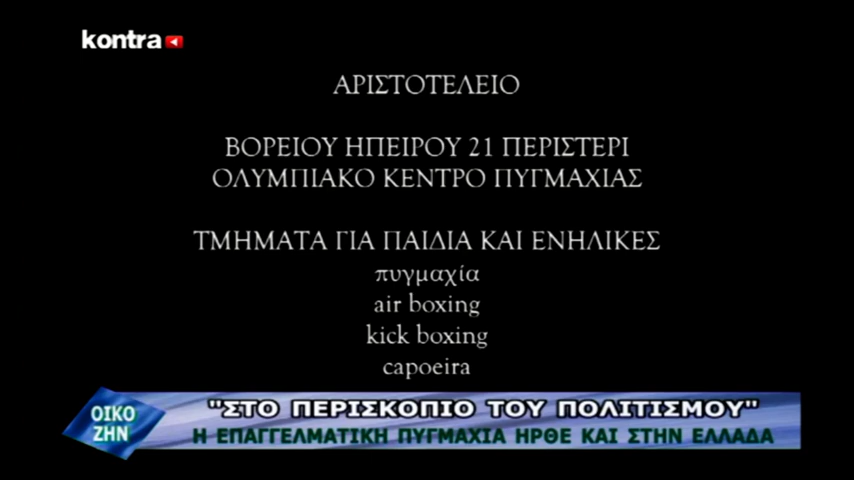 kontra
ΑΡΙΣΤΟΤΕΛΕΙΟ
ΒΟΡΕΙΟΥ ΗΠΕΙΡΟΥ 21 ΠΕΡΙΣΤΕΡΙ
ΟΛΥΜΠΙΑΚΟ ΚΕΝΤΡΟ ΠΥΓΜΑΧΙΑΣ
ΤΜΗΜΑΤΑ ΓΙΑ ΠΑΙΔΙΑ ΚΑΙ ΕΝΗΛΙΚΕΣ
πυγμαχία
air boxing
kick boxing
capoeira
ΟΙΚΟ
ΖΗΝ
"ΣΤΟ ΠΕΡΙΣΚΟΠΙΟ ΤΟΥ ΠΟΛΙΤΙΣΜΟΥ"
Η ΕΠΑΓΓΕΛΜΑΤΙΚΗ ΠΥΓΜΑΧΙΑ ΗΡΘΕ ΚΑΙ ΣΤΗΝ ΕΛΛΑΔΑ